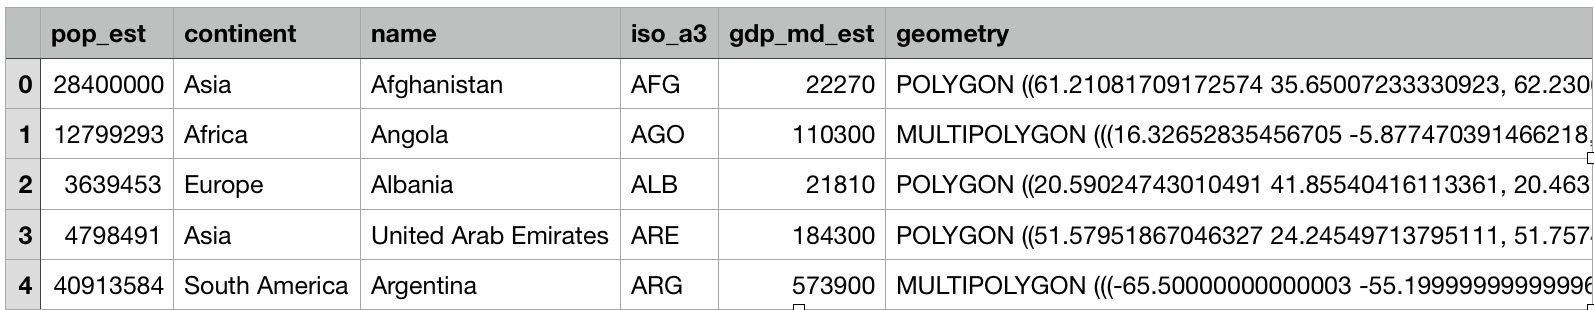 pop_est continent name iso_a3 gdp_md_est geometry
0 28400000 Asia Afghanistan AFG 22270 POLYGON ((61.21081709172574 35.65007233330923, 62.230
1 12799293 Africa Angola AGO 110300 MULTIPOLYGON (((16.32652835456705 -5.877470391466218,
2 3639453 Europe Albania ALB 21810 POLYGON ((20.59024743010491 41.85540416113361, 20.463
3 4798491 Asia United Arab Emirates ARE 184300 POLYGON ((51.57951867046327 24.24549713795111, 51.757
4 40913584 South America Argentina ARG 573900 MULTIPOLYGON (((-65.50000000000003 -55.19999999999996